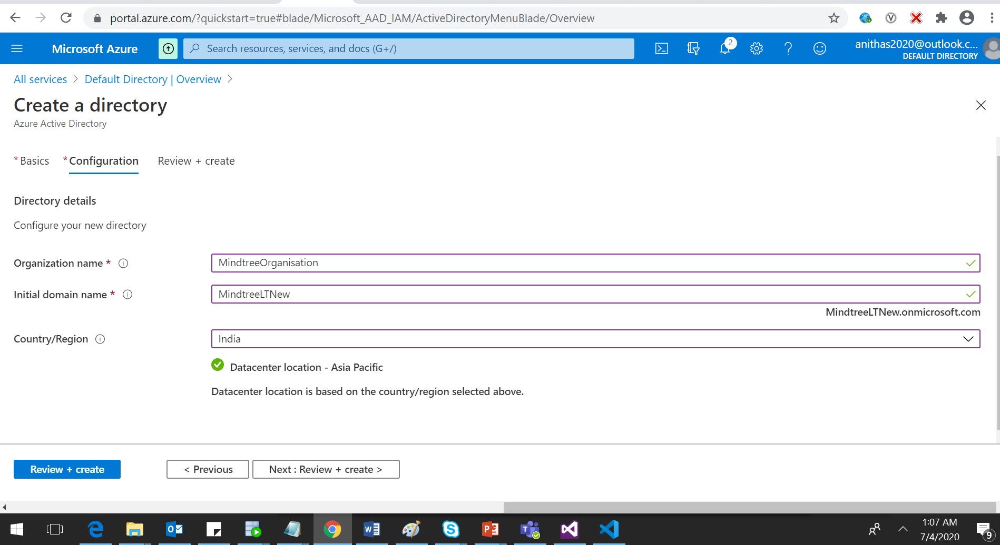 portal.azure.com/?quickstart=true#blade/Microsoft_AAD_IAM/ActiveDirectoryMenuBlade/Overview
Microsoft Azure
Search resources, services, and docs (G+/)
2
anithas2020@outlook.c...
DEFAULT DIRECTORY
All services > Default Directory | Overview >
Create a directory
Azure Active Directory
* Basics * Configuration Review + create
Directory details
Configure your new directory
Organization name * MindtreeOrganisation
Initial domain name * MindtreeLTNew
MindtreeLTNew.onmicrosoft.com
Country/Region India
Datacenter location - Asia Pacific
Datacenter location is based on the country/region selected above.
Review + create < Previous Next : Review + create >
1:07 AM
7/4/2020
9